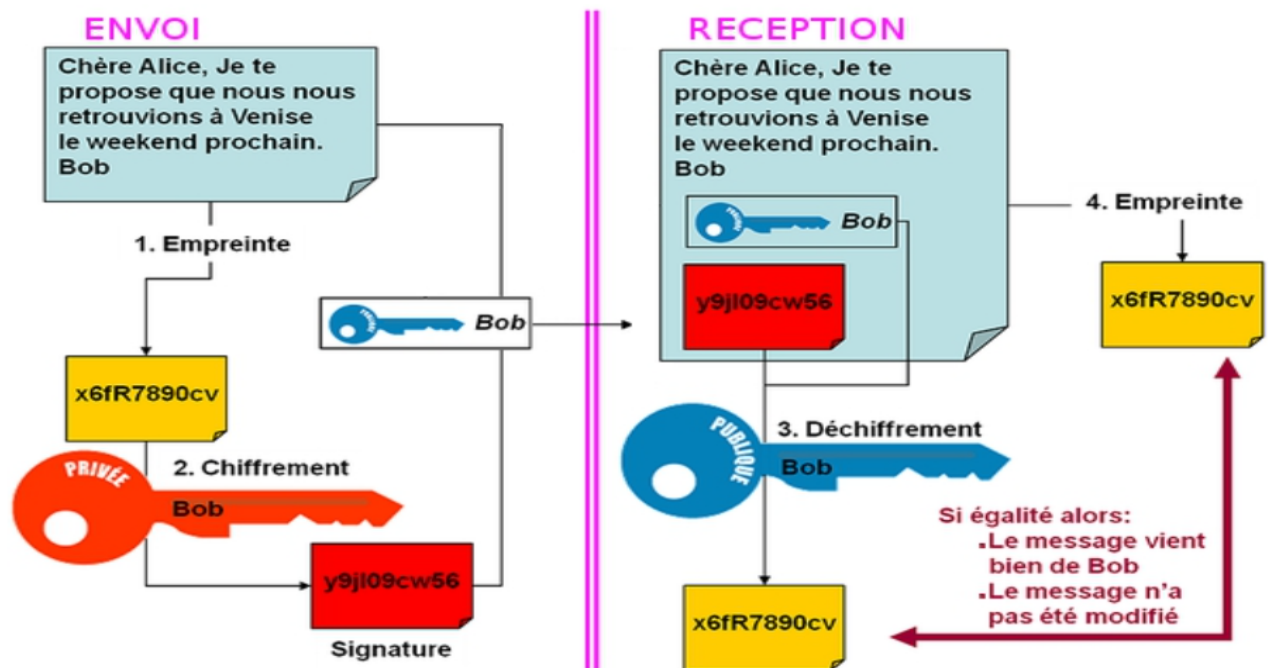 ENVOI
Chère Alice, Je te
propose que nous nous
retrouvions à Venise
le weekend prochain.
Bob
1. Empreinte
x6fR7890cv
PRIVÉE
2. Chiffrement
Bob
y9jl09cw56
Signature
Bob
RECEPTION
Chère Alice, Je te
propose que nous nous
retrouvions à Venise
le weekend prochain.
Bob
Bob
y9jl09cw56
4. Empreinte
x6fR7890cv
PUBLIQUE
3. Déchiffrement
Bob
x6fR7890cv
Si égalité alors:
.Le message vient
bien de Bob
.Le message n'a
pas été modifié